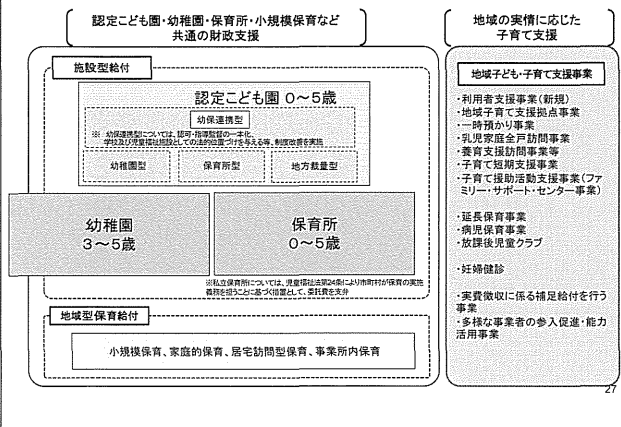 認定こども園・幼稚園・保育所・小規模保育など
共通の財政支援
施設型給付
認定こども園 0～5歳
幼保連携型
※ 幼保連携型については、認可・指導監督の一本化、
学校及び児童福祉施設としての法的位置づけを与える等、制度改善を実施
幼稚園型
保育所型
地方裁量型
幼稚園
3～5歳
保育所
0～5歳
※私立保育所については、児童福祉法第24条により市町村が保育の実施
義務を担うことに基づく措置として、委託費を支弁
地域型保育給付
小規模保育、家庭的保育、居宅訪問型保育、事業所内保育
地域の実情に応じた
子育て支援
地域子ども・子育て支援事業
・利用者支援事業（新規）
・地域子育て支援拠点事業
・一時預かり事業
・乳児家庭全戸訪問事業
・養育支援訪問事業等
・子育て短期支援事業
・子育て援助活動支援事業（ファ
ミリー・サポート・センター事業）
・延長保育事業
・病児保育事業
・放課後児童クラブ
・妊婦健診
・実費徴収に係る補足給付を行う
事業
・多様な事業者の参入促進・能力
活用事業
27